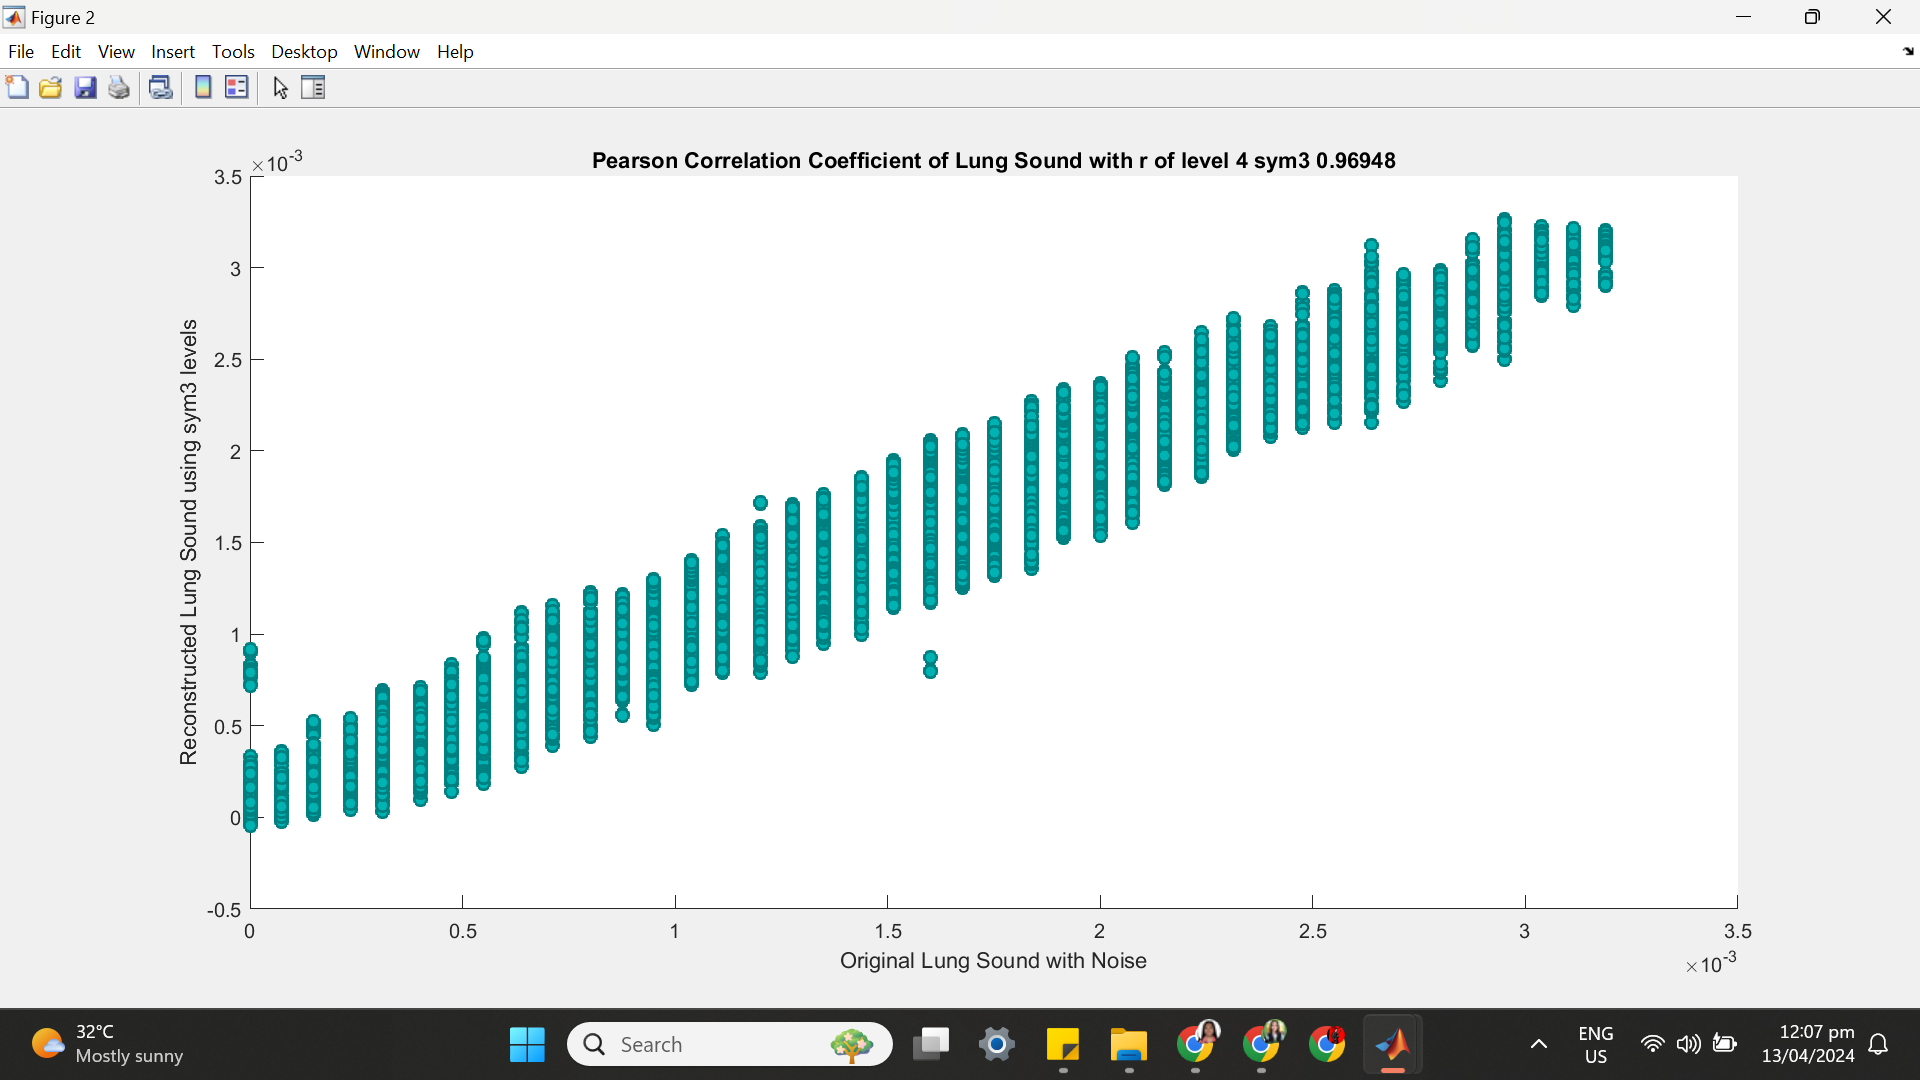 Figure 2
File Edit View Insert Tools Desktop Window Help
Pearson Correlation Coefficient of Lung Sound with r of level 4 sym3 0.96948
×10-3
3.5
3
2.5
2
1.5
1
0.5
0
-0.5
Reconstructed Lung Sound using sym3 levels
0 0.5 1 1.5 2 2.5 3 3.5
Original Lung Sound with Noise
×10-3
32°C
Mostly sunny
Search
ENG
US
12:07 pm
13/04/2024